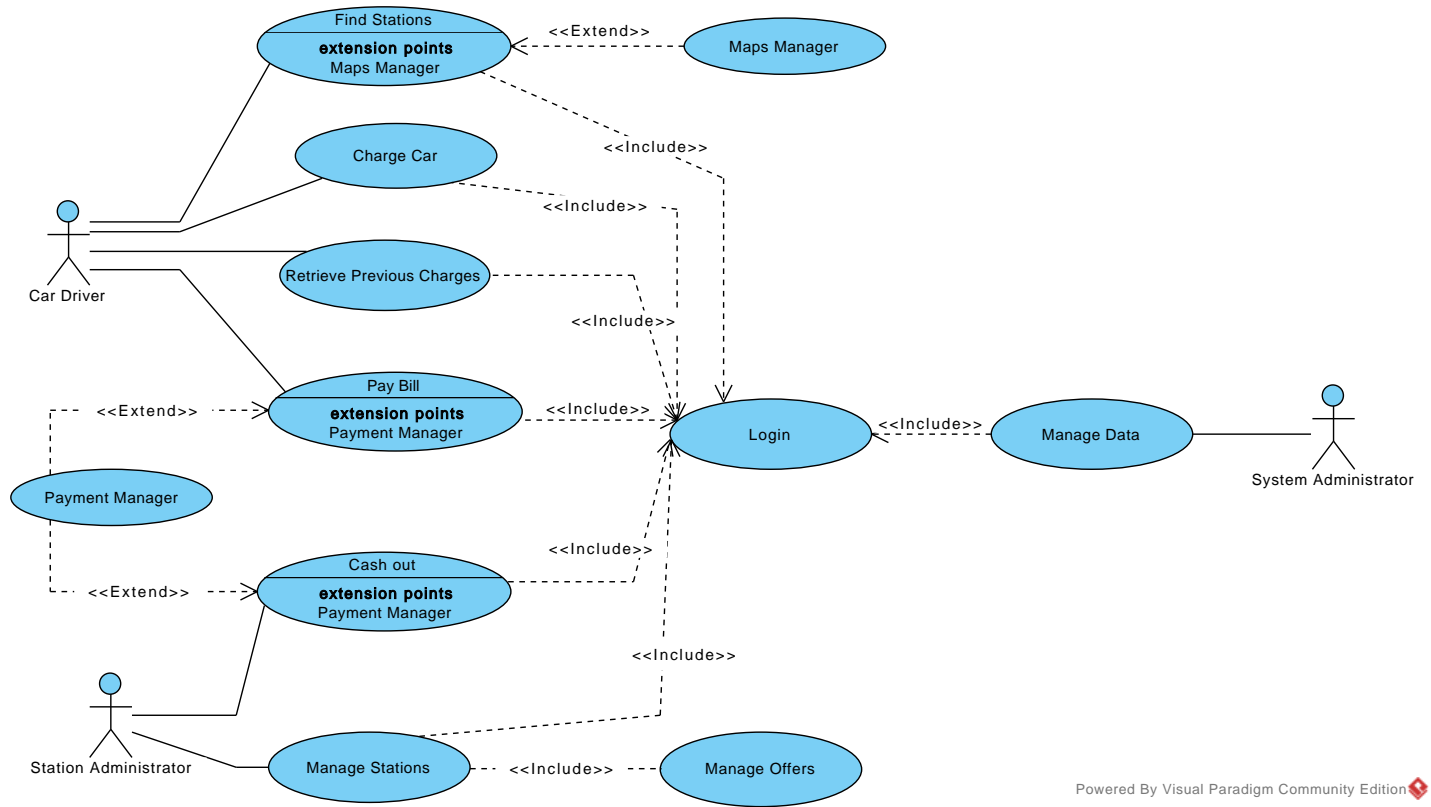 Find Stations
extension points
Maps Manager
<<Extend>>
Maps Manager
<<Include>>
Charge Car
<<Include>>
Car Driver
Retrieve Previous Charges
<<Include>>
Pay Bill
extension points
Payment Manager
<<Extend>>
<<Include>>
Login
<<Include>>
Manage Data
System Administrator
Payment Manager
<<Include>>
Cash out
extension points
Payment Manager
<<Extend>>
<<Include>>
Station Administrator
Manage Stations
<<Include>>
Manage Offers
Powered By Visual Paradigm Community Edition